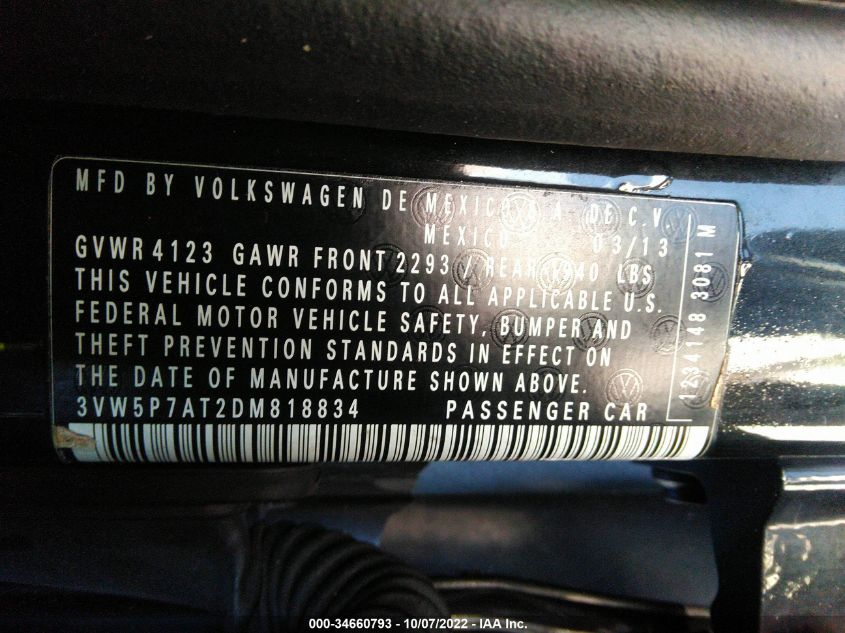 MFD BY VOLKSWAGEN DE MEXICO S.A. DE C.V
MEXICO 03/13
GVWR 4123 GAWR FRONT 2293 / REAR 1940 LBS
THIS VEHICLE CONFORMS TO ALL APPLICABLE U.S.
FEDERAL MOTOR VEHICLE SAFETY, BUMPER AND
THEFT PREVENTION STANDARDS IN EFFECT ON
THE DATE OF MANUFACTURE SHOWN ABOVE.
3VW5P7AT2DM818834 PASSENGER CAR
1234148 3081 M
000-34660793 - 10/07/2022 - IAA Inc.